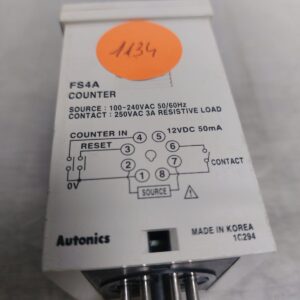 1134
FS4A
COUNTER
SOURCE : 100-240VAC 50/60Hz
CONTACT : 250VAC 3A RESISTIVE LOAD
COUNTER IN 4 5 12VDC 50mA
RESET 3 6
2 7 CONTACT
0V 1 8
SOURCE
Autonics
MADE IN KOREA
1C294